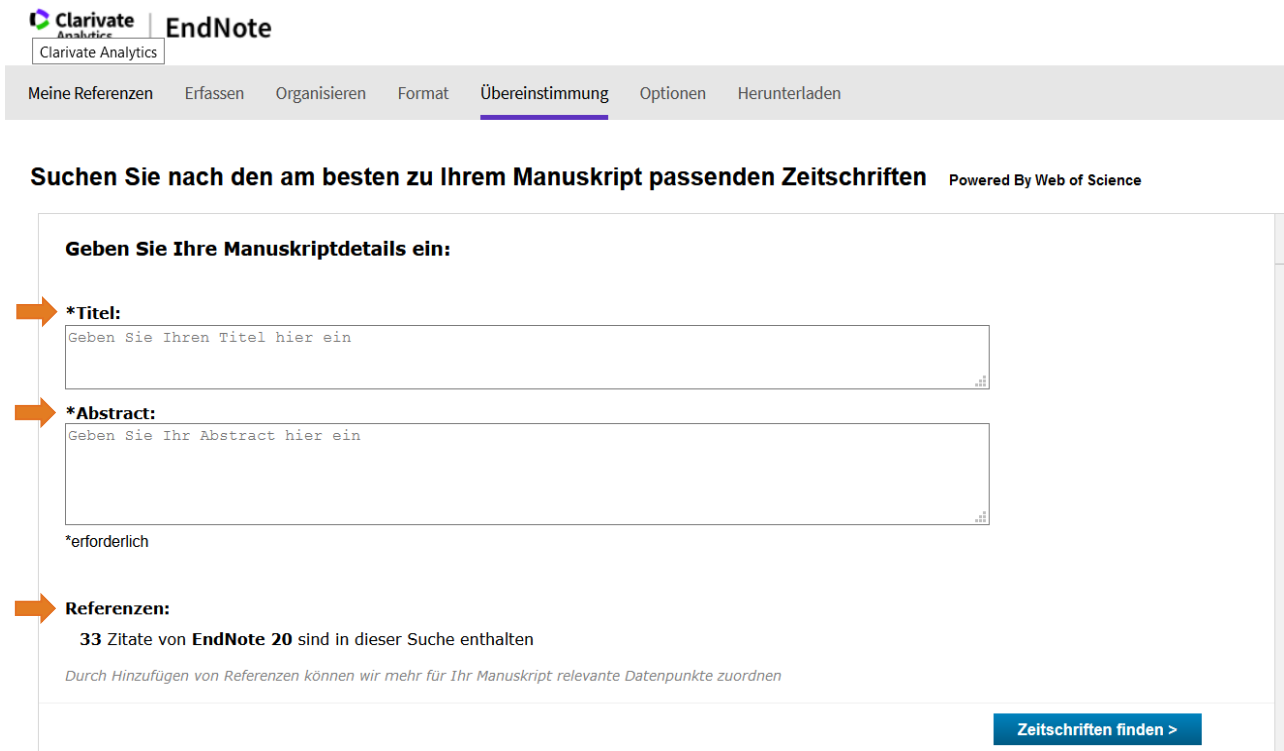 Clarivate
Analytics
EndNote
Clarivate Analytics
Meine Referenzen Erfassen Organisieren Format Übereinstimmung Optionen Herunterladen
Suchen Sie nach den am besten zu Ihrem Manuskript passenden Zeitschriften Powered By Web of Science
Geben Sie Ihre Manuskriptdetails ein:
*Titel:
Geben Sie Ihren Titel hier ein
*Abstract:
Geben Sie Ihr Abstract hier ein
*erforderlich
Referenzen:
33 Zitate von EndNote 20 sind in dieser Suche enthalten
Durch Hinzufügen von Referenzen können wir mehr für Ihr Manuskript relevante Datenpunkte zuordnen
Zeitschriften finden >